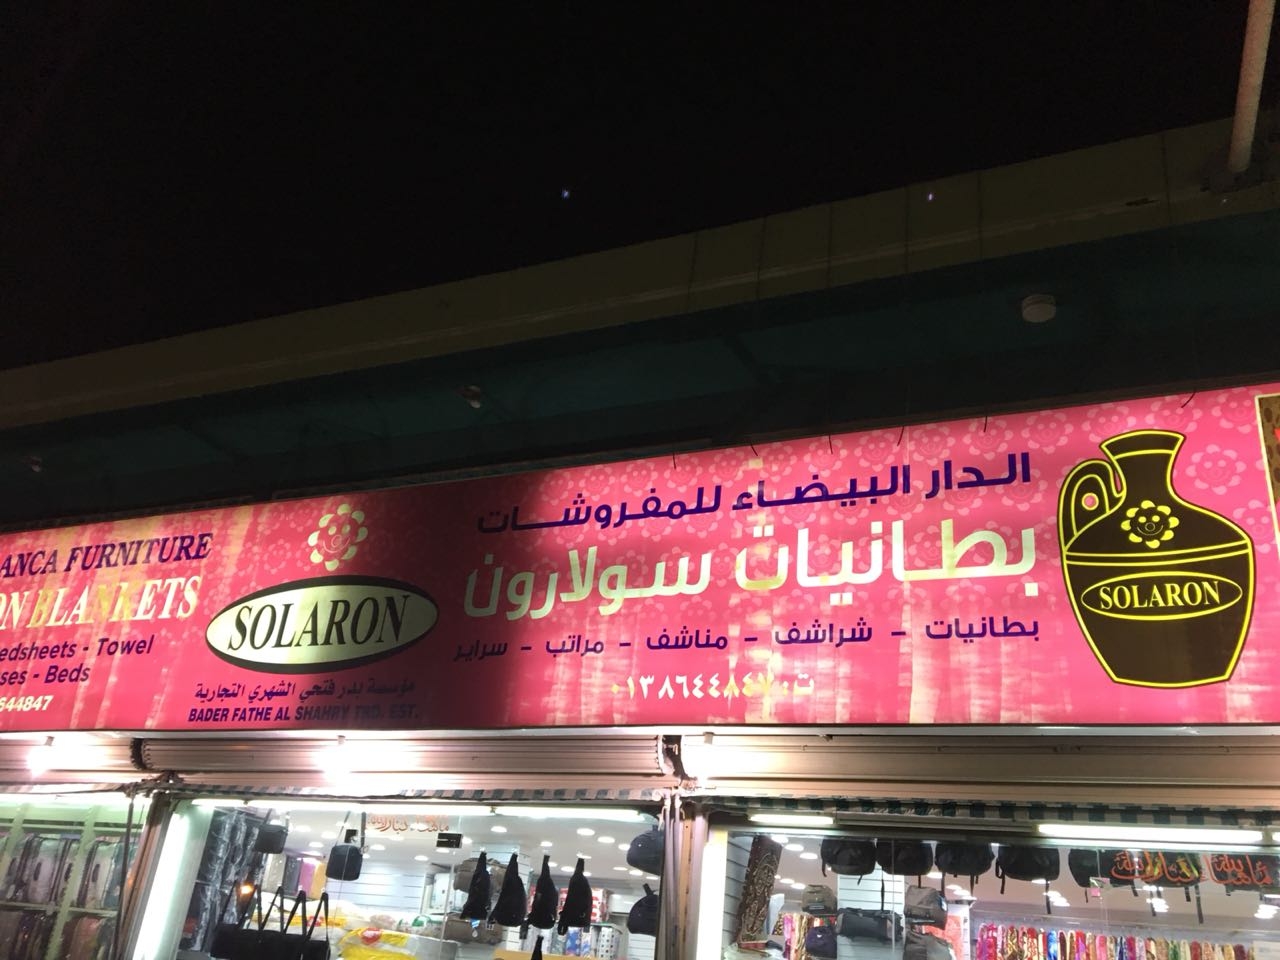 الدار البيضاء للمفروشات
بطانيات سولارون
بطانيات - شراشف - مناشف - مراتب - سراير
ت: ٠١٣٨٦٤٤٨٤٧
SOLARON
SOLARON
مؤسسة بدر فتحي الشهري التجارية
BADER FATHE AL SHAHRY TRD. EST.
ANCA FURNITURE
ON BLANKETS
edsheets - Towel
ses - Beds
644847